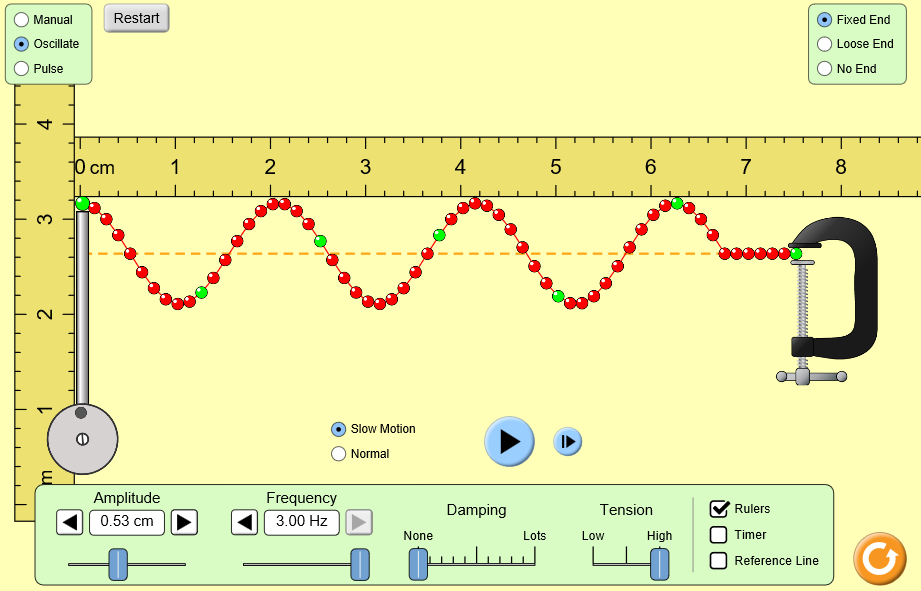 Manual
Oscillate
Pulse
Restart
Fixed End
Loose End
No End
0 cm 1 2 3 4 5 6 7 8
4
3
2
1
Slow Motion
Normal
Amplitude
0.53 cm
Frequency
3.00 Hz
Damping
None Lots
Tension
Low High
Rulers
Timer
Reference Line